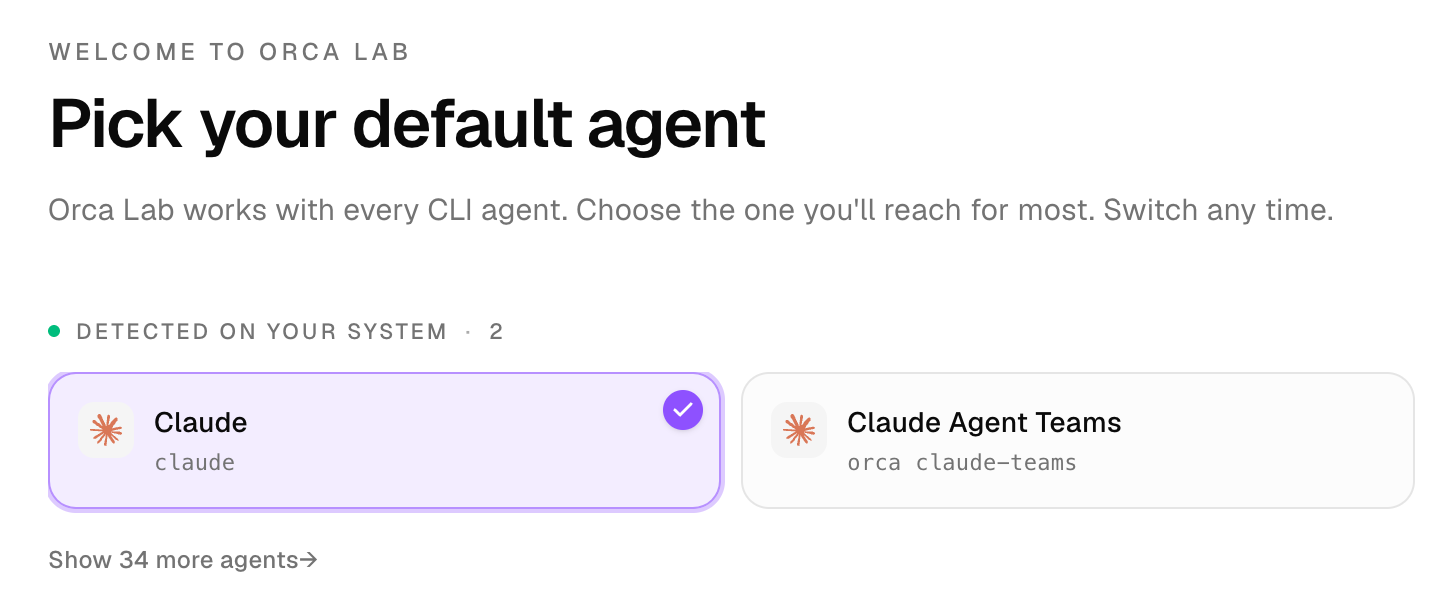 WELCOME TO ORCA LAB
Pick your default agent
Orca Lab works with every CLI agent. Choose the one you'll reach for most. Switch any time.
DETECTED ON YOUR SYSTEM · 2
Claude
claude
Claude Agent Teams
orca claude-teams
Show 34 more agents→